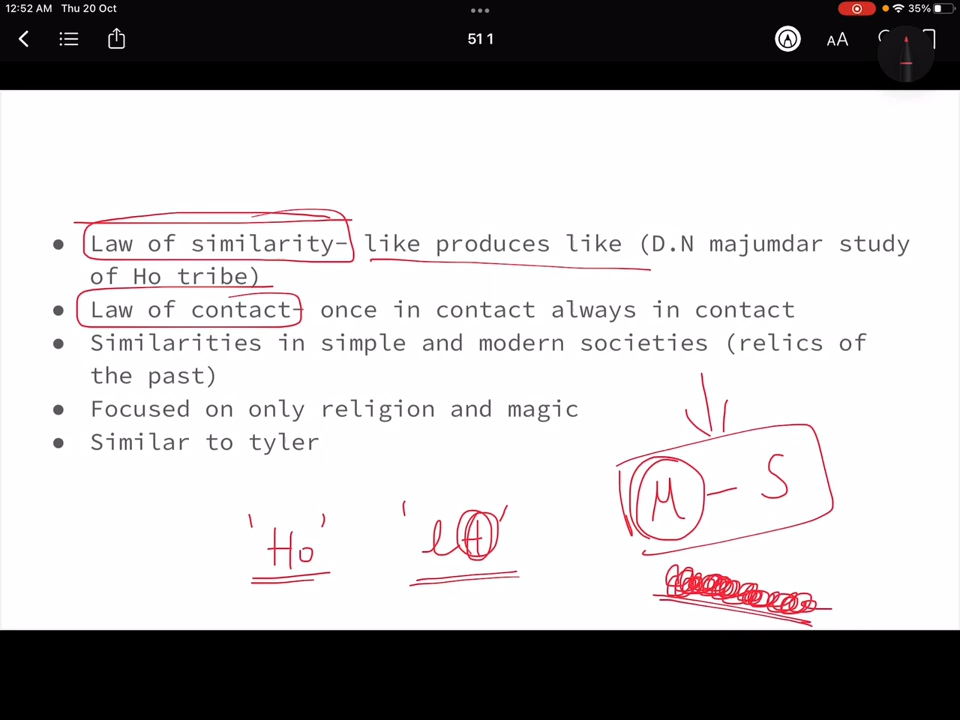 12:52 AM Thu 20 Oct
35%
51 1
AA
Law of similarity- like produces like (D.N majumdar study
of Ho tribe)
Law of contact- once in contact always in contact
Similarities in simple and modern societies (relics of
the past)
Focused on only religion and magic
Similar to tyler
M - S
'Ho'